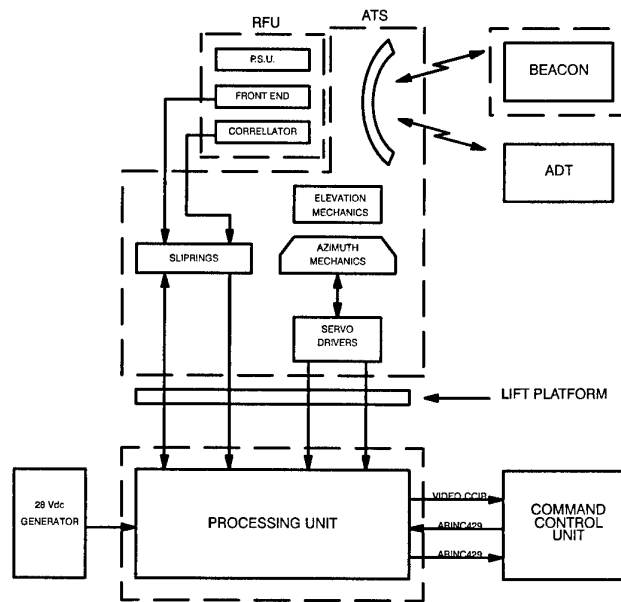 ATS
RFU
P.S.U.
FRONT END
CORRELLATOR
BEACON
ADT
ELEVATION
MECHANICS
AZIMUTH
MECHANICS
SLIPRINGS
SERVO
DRIVERS
LIFT PLATFORM
28 Vdc
GENERATOR
PROCESSING UNIT
VIDEO CCIR
ARINC429
ARINC429
COMMAND
CONTROL
UNIT